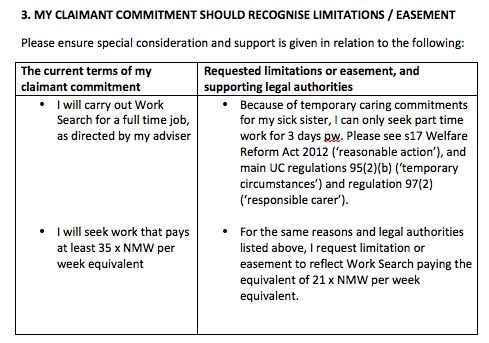 3. MY CLAIMANT COMMITMENT SHOULD RECOGNISE LIMITATIONS / EASEMENT
Please ensure special consideration and support is given in relation to the following:
The current terms of my
claimant commitment
Requested limitations or easement, and
supporting legal authorities
• I will carry out Work
Search for a full time job,
as directed by my adviser
• Because of temporary caring commitments
for my sick sister, I can only seek part time
work for 3 days pw. Please see s17 Welfare
Reform Act 2012 (‘reasonable action’), and
main UC regulations 95(2)(b) (‘temporary
circumstances’) and regulation 97(2)
(‘responsible carer’).
• I will seek work that pays
at least 35 x NMW per
week equivalent
• For the same reasons and legal authorities
listed above, I request limitation or
easement to reflect Work Search paying the
equivalent of 21 x NMW per week
equivalent.